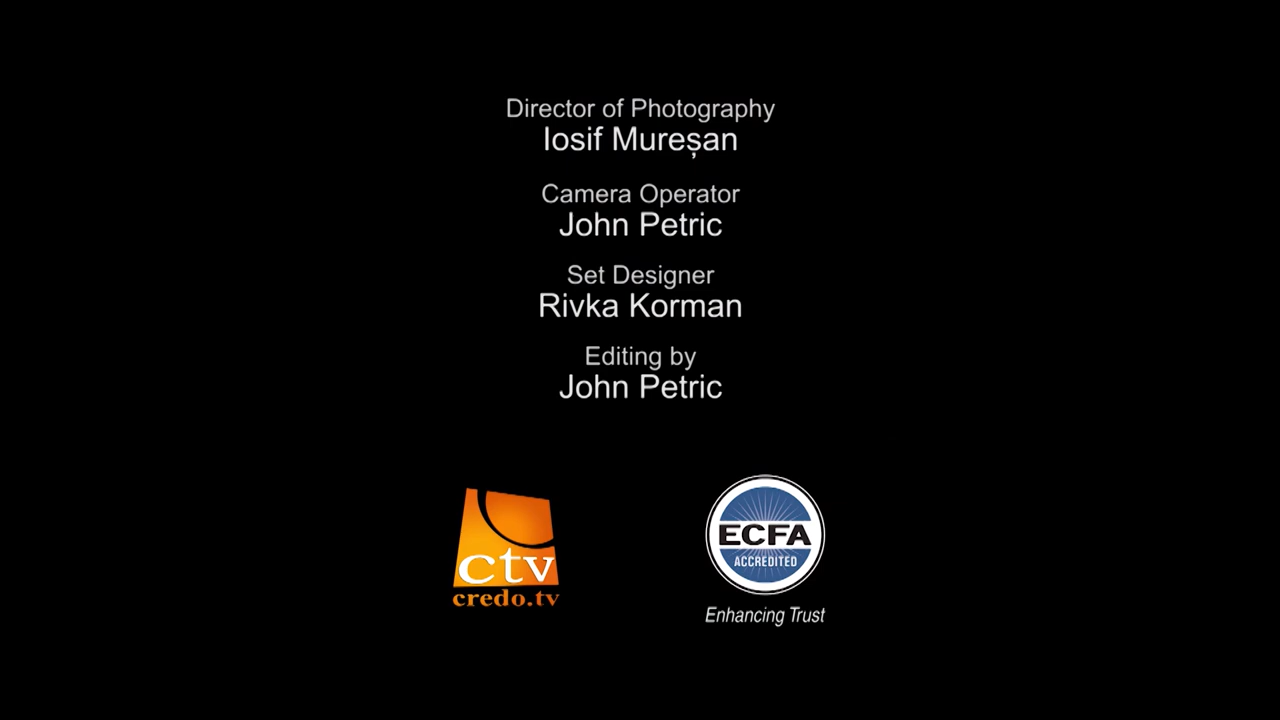 Director of Photography
Iosif Mureșan
Camera Operator
John Petric
Set Designer
Rivka Korman
Editing by
John Petric
ctv
credo.tv
ECFA
ACCREDITED
Enhancing Trust